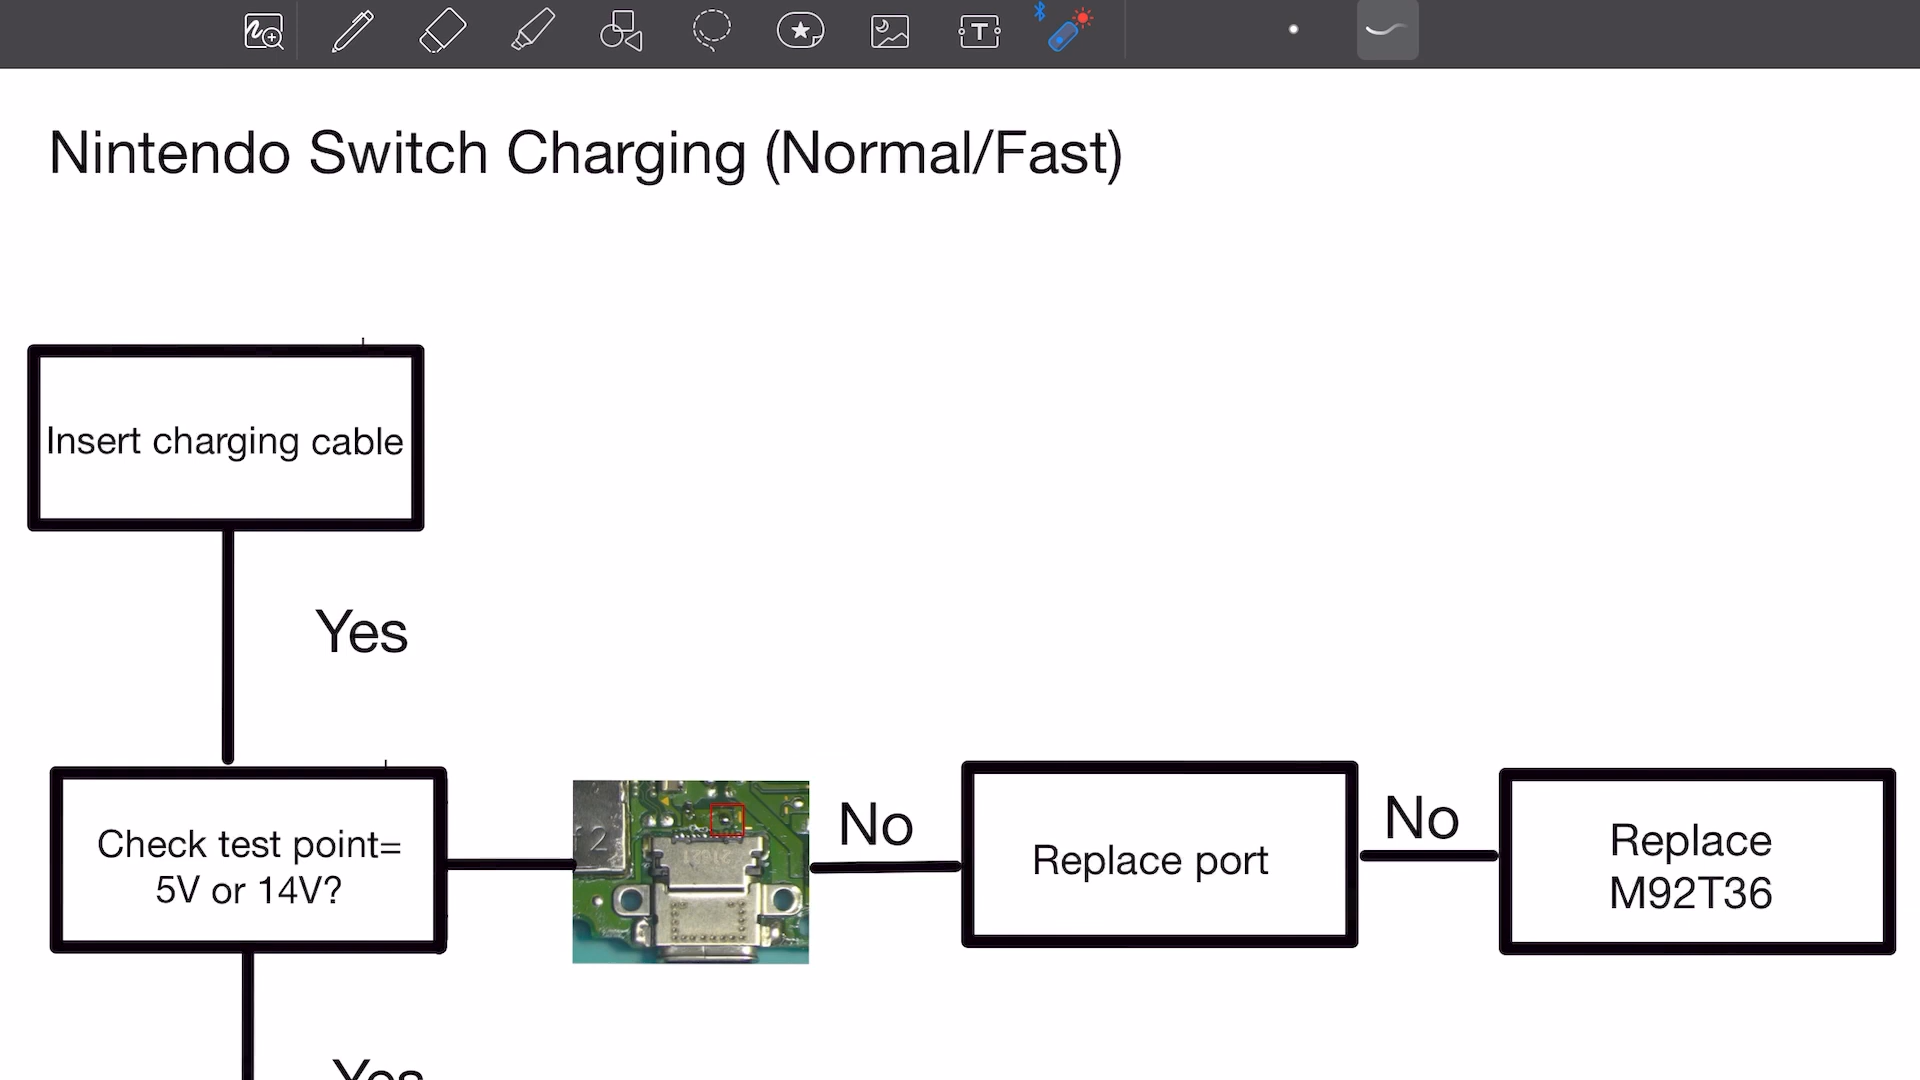 Nintendo Switch Charging (Normal/Fast)
Insert charging cable
Yes
Check test point=
5V or 14V?
No
Replace port
No
Replace
M92T36
Yes